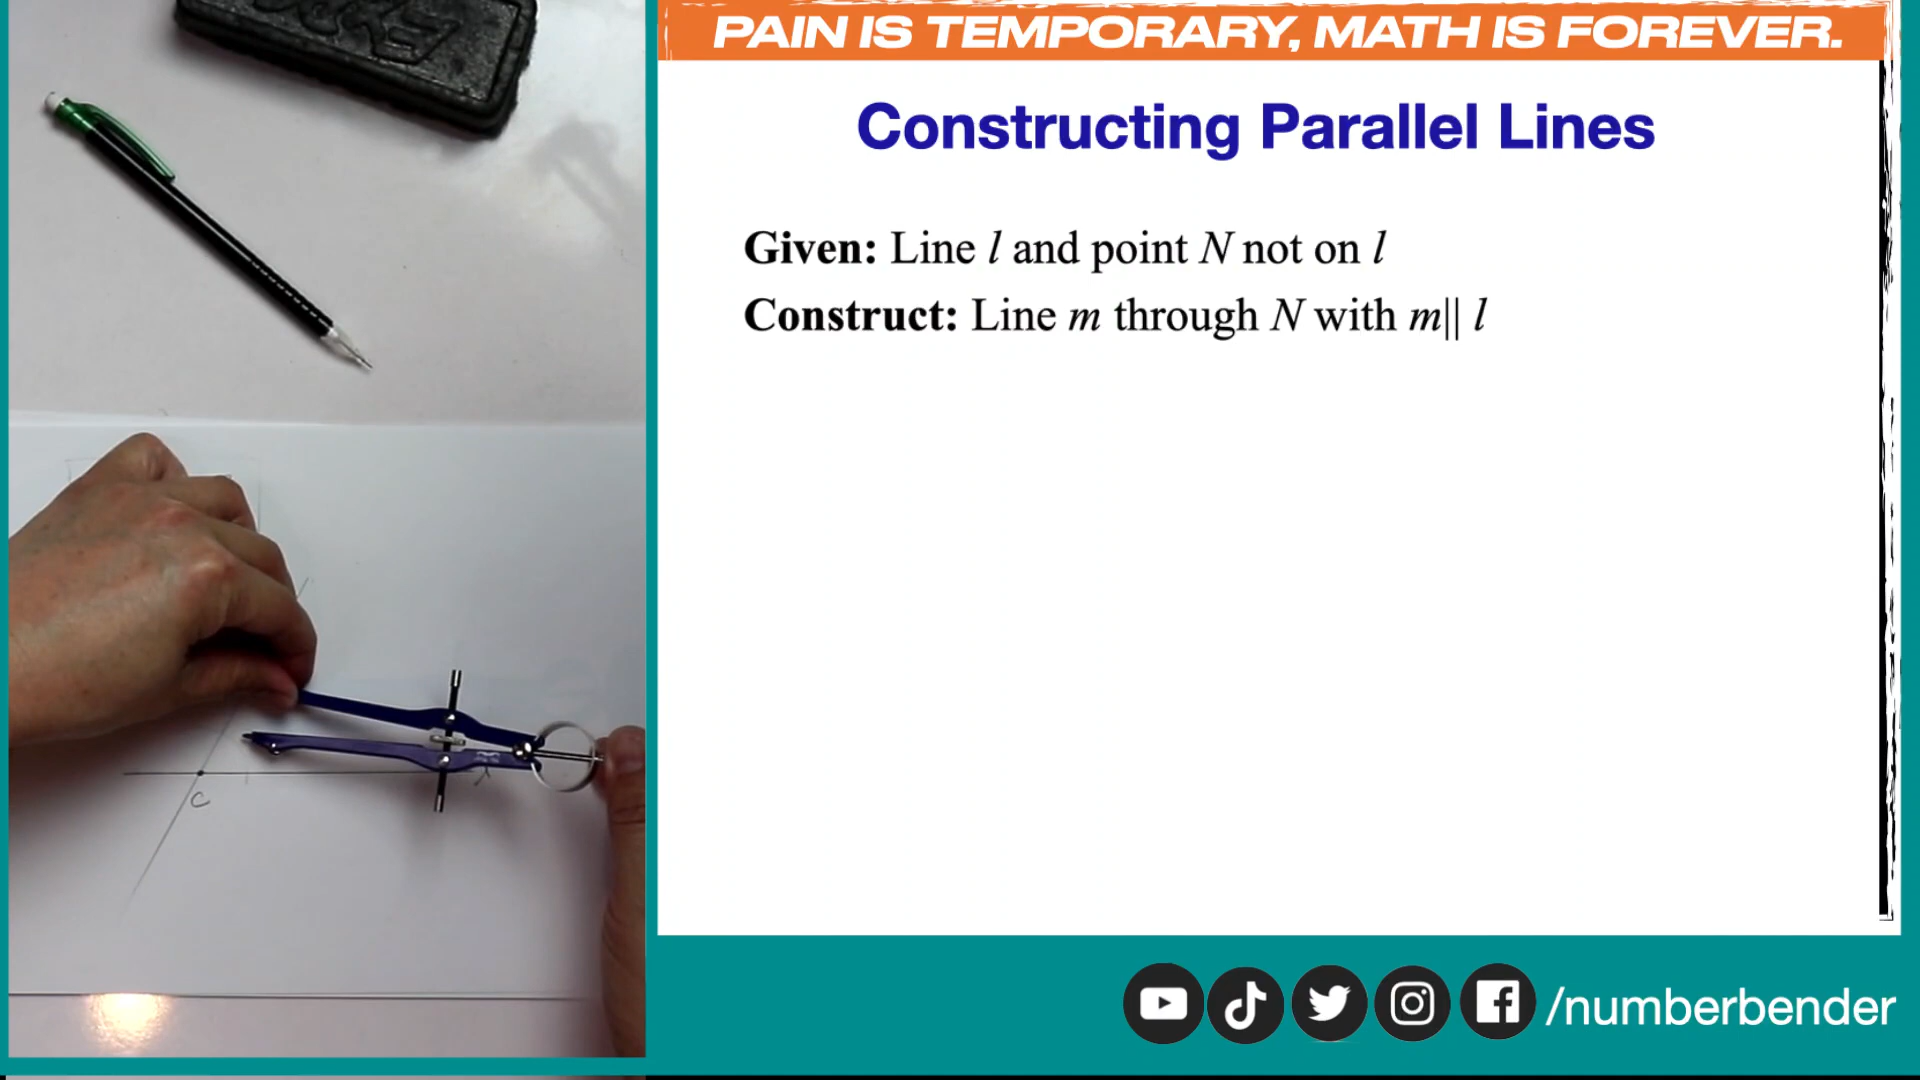 PAIN IS TEMPORARY, MATH IS FOREVER.
Constructing Parallel Lines
Given: Line l and point N not on l
Construct: Line m through N with m|| l
C
/numberbender